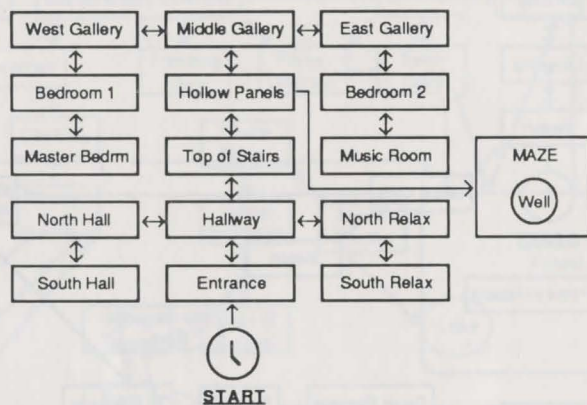 West Gallery
Middle Gallery
East Gallery
Bedroom 1
Hollow Panels
Bedroom 2
Master Bedrm
Top of Stairs
Music Room
MAZE
Well
North Hall
Hallway
North Relax
South Hall
Entrance
South Relax
START